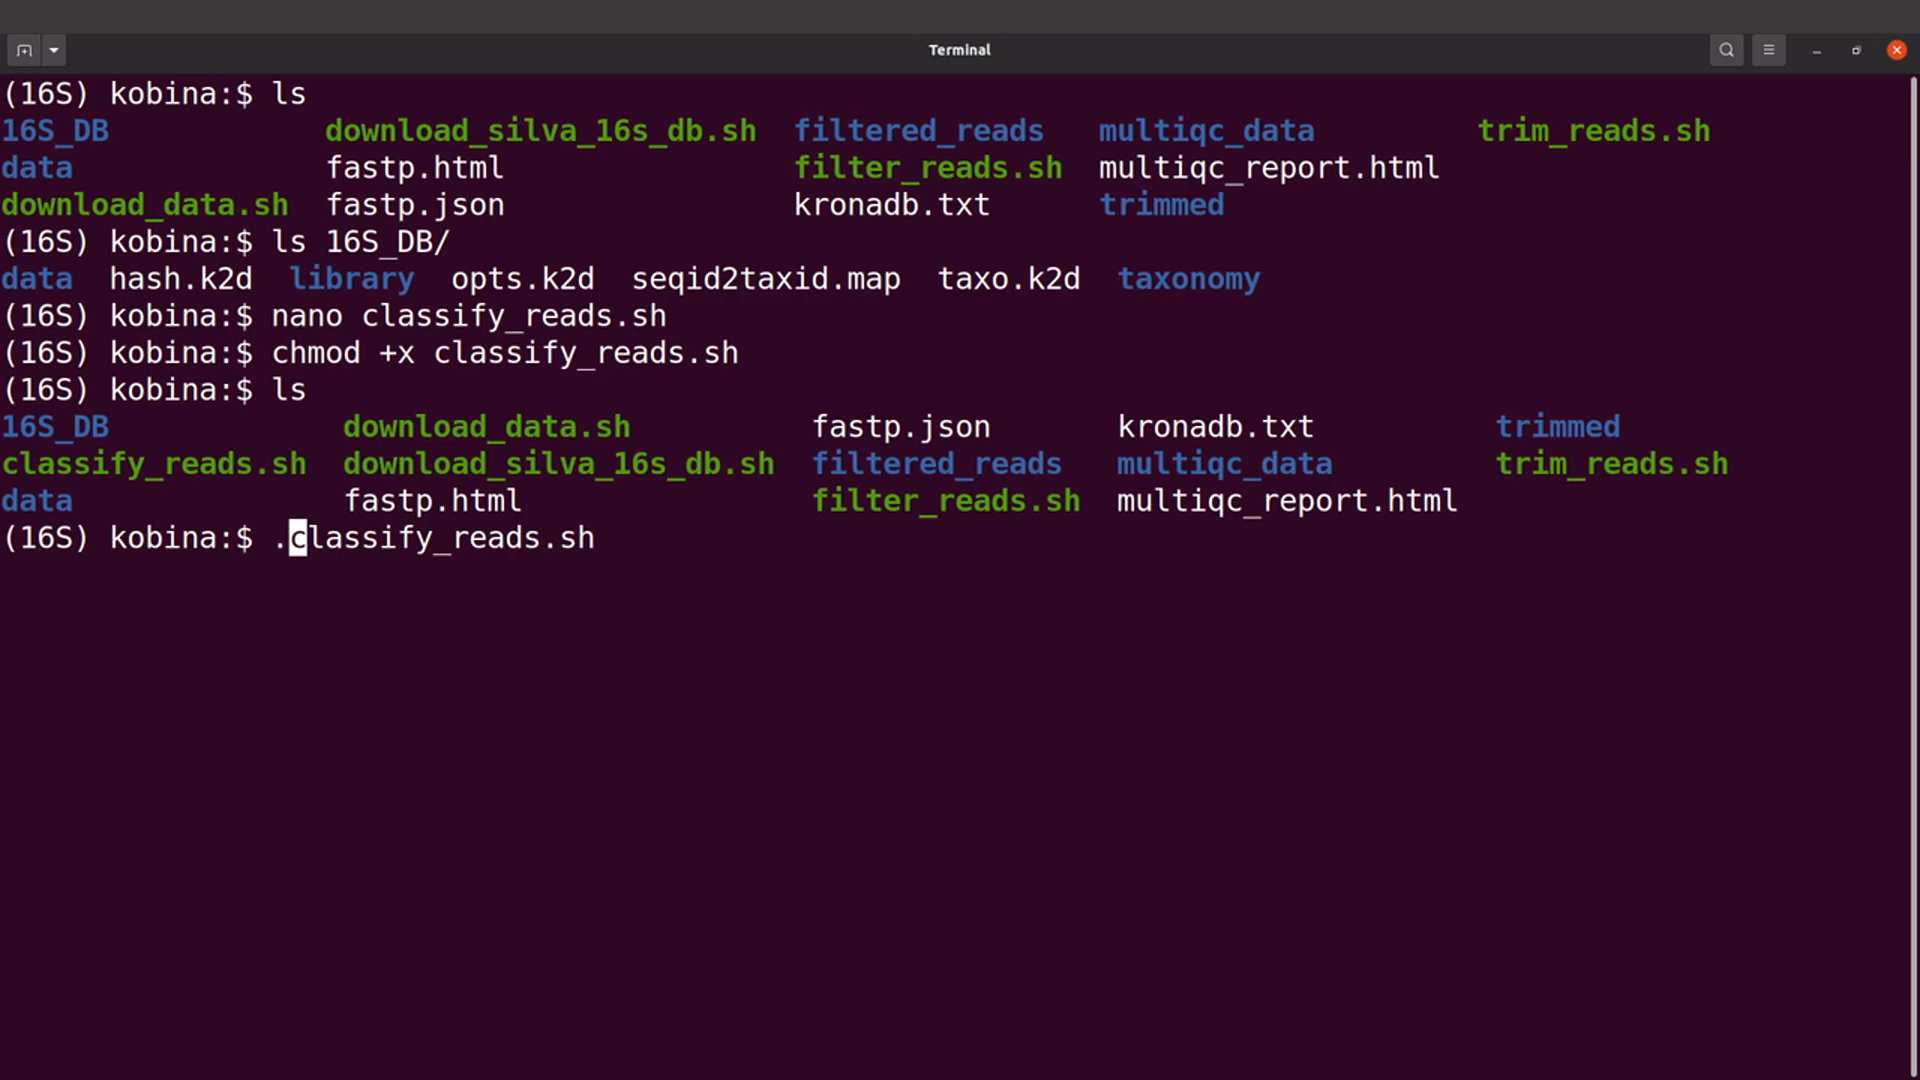 Terminal
(16S) kobina:$ ls
16S_DB download_silva_16s_db.sh filtered_reads multiqc_data trim_reads.sh
data fastp.html filter_reads.sh multiqc_report.html
download_data.sh fastp.json kronadb.txt trimmed
(16S) kobina:$ ls 16S_DB/
data hash.k2d library opts.k2d seqid2taxid.map taxo.k2d taxonomy
(16S) kobina:$ nano classify_reads.sh
(16S) kobina:$ chmod +x classify_reads.sh
(16S) kobina:$ ls
16S_DB download_data.sh fastp.json kronadb.txt trimmed
classify_reads.sh download_silva_16s_db.sh filtered_reads multiqc_data trim_reads.sh
data fastp.html filter_reads.sh multiqc_report.html
(16S) kobina:$ .classify_reads.sh